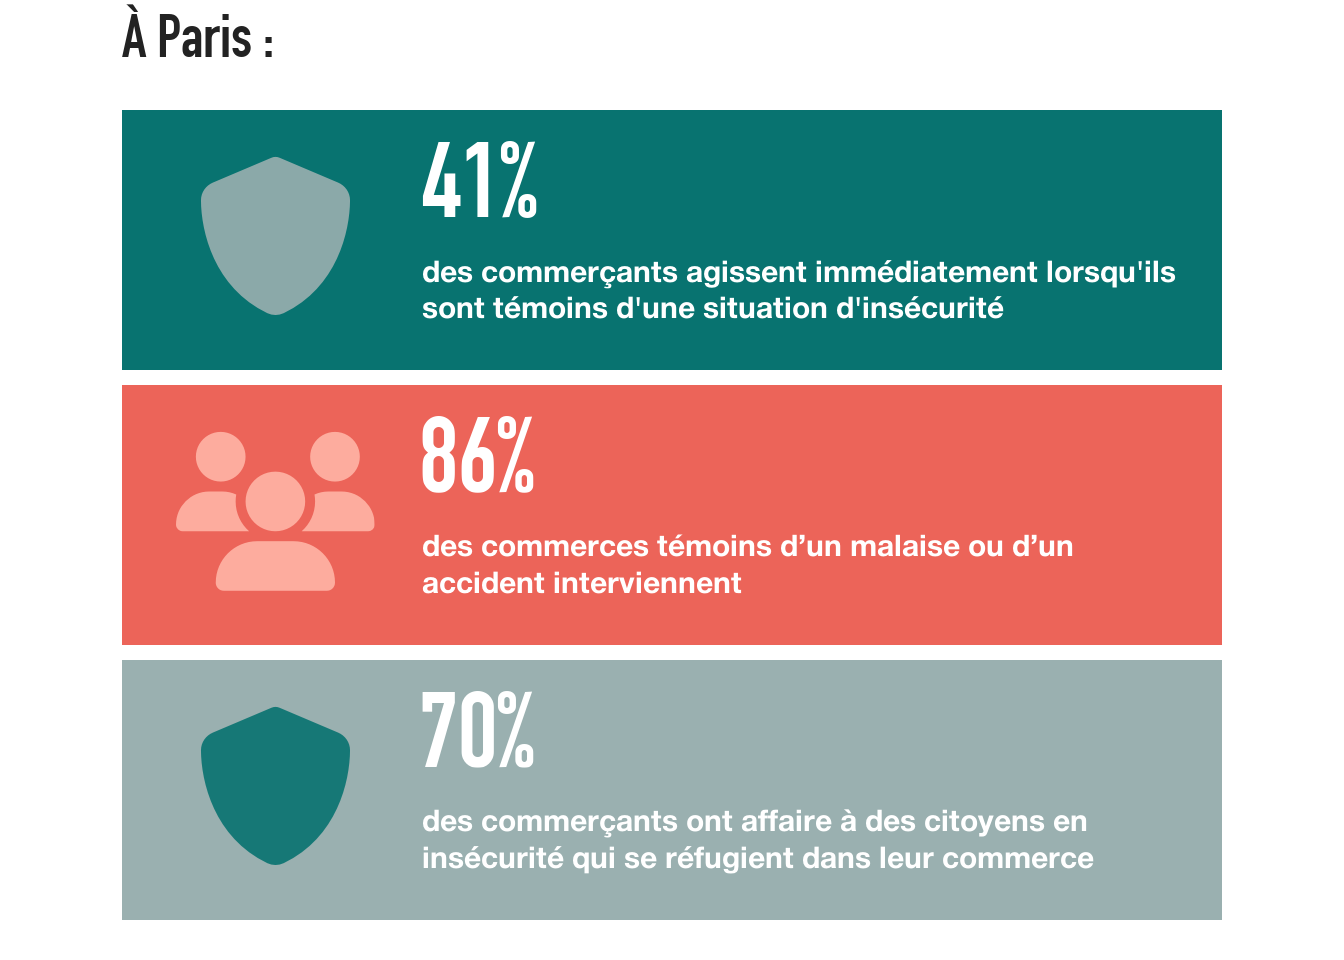 À Paris :
41%
des commerçants agissent immédiatement lorsqu'ils
sont témoins d'une situation d'insécurité
86%
des commerces témoins d’un malaise ou d’un
accident interviennent
70%
des commerçants ont affaire à des citoyens en
insécurité qui se réfugient dans leur commerce